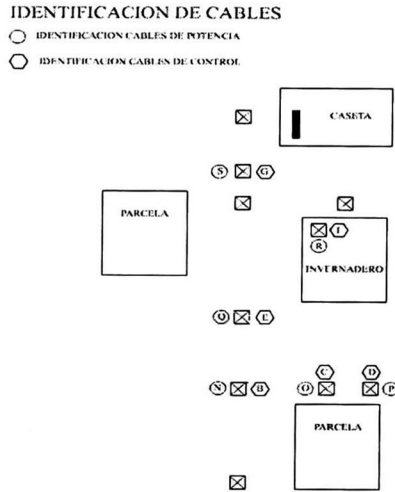 IDENTIFICACION DE CABLES
IDENTIFICACION CABLES DE POTENCIA
IDENTIFICACION CABLES DE CONTROL
CASETA
S G
PARCELA
I
R
INVERNADERO
Q E
C D
N B O P
PARCELA